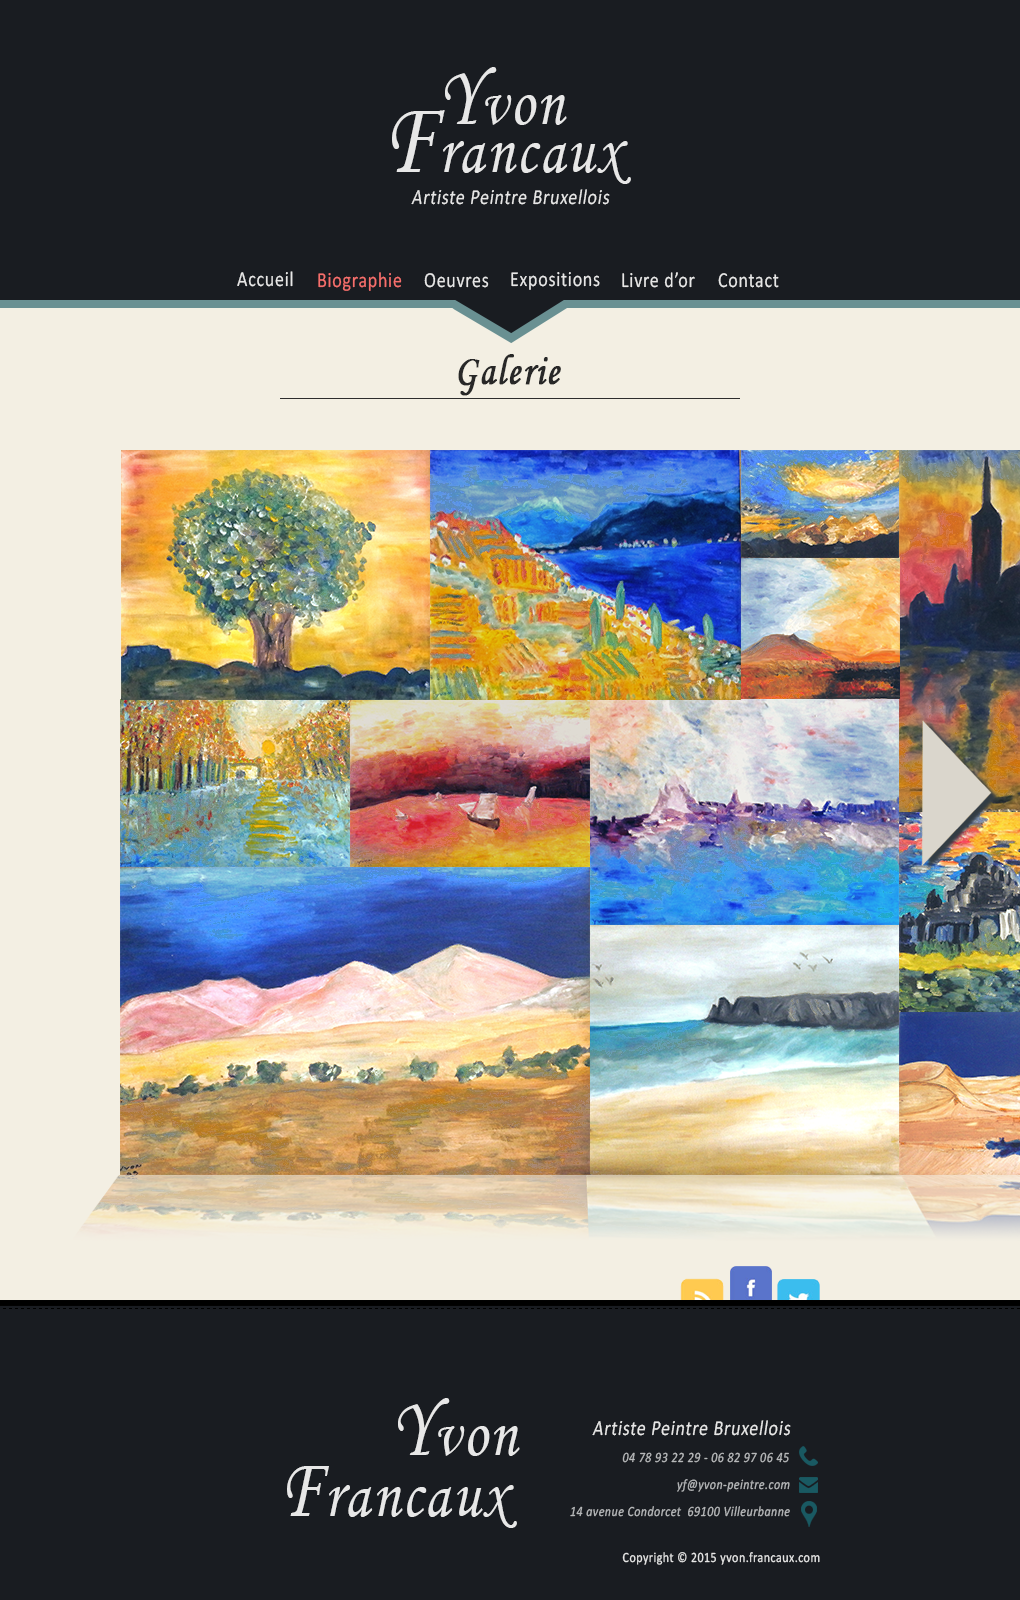 Yvon
Francaux
Artiste Peintre Bruxellois
Accueil Biographie Oeuvres Expositions Livre d'or Contact
Galerie
Yvon
Francaux
Artiste Peintre Bruxellois
04 78 93 22 29 - 06 82 97 06 45
yf@yvon-peintre.com
14 avenue Condorcet 69100 Villeurbanne
Copyright © 2015 yvon.francaux.com